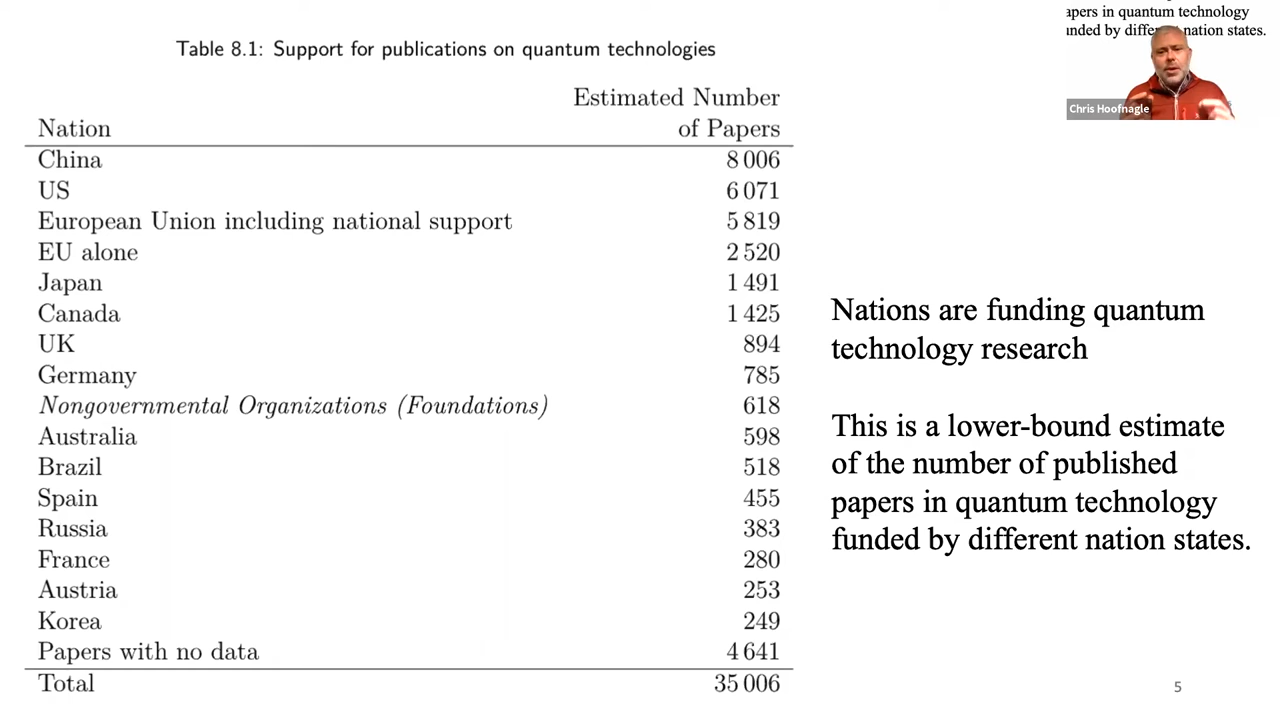 apers in quantum technology
unded by differe nation states.
Chris Hoofnagle
Table 8.1: Support for publications on quantum technologies
Nation Estimated Number of Papers
China 8 006
US 6 071
European Union including national support 5 819
EU alone 2 520
Japan 1 491
Canada 1 425
UK 894
Germany 785
Nongovernmental Organizations (Foundations) 618
Australia 598
Brazil 518
Spain 455
Russia 383
France 280
Austria 253
Korea 249
Papers with no data 4 641
Total 35 006
Nations are funding quantum
technology research
This is a lower-bound estimate
of the number of published
papers in quantum technology
funded by different nation states.
5